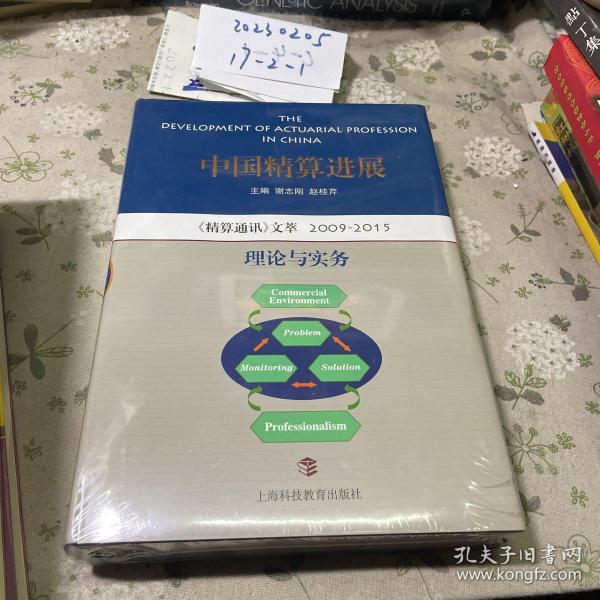 GENETIC ANALYSIS
20230205
17-2-1
THE
DEVELOPMENT OF ACTUARIAL PROFESSION
IN CHINA
中国精算进展
主编 谢志刚 赵桂芹
《精算通讯》文萃 2009-2015
理论与实务
Commercial
Environment
Problem
Monitoring
Solution
Professionalism
上海科技教育出版社
孔夫子旧书网
www.kongfz.com